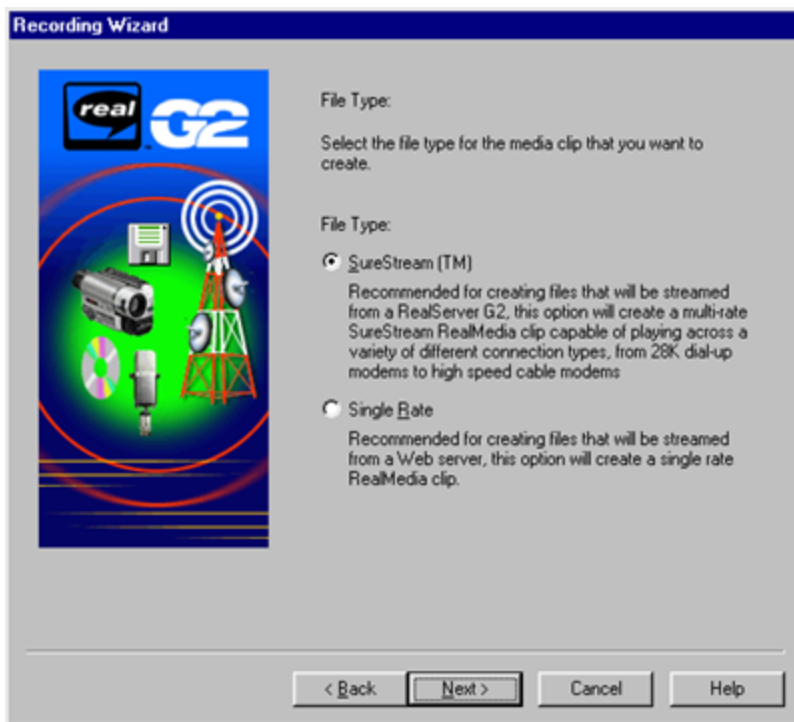 Recording Wizard
real
G2
File Type:
Select the file type for the media clip that you want to
create.
File Type:
SureStream (TM)
Recommended for creating files that will be streamed
from a RealServer G2, this option will create a multi-rate
SureStream RealMedia clip capable of playing across a
variety of different connection types, from 28K dial-up
modems to high speed cable modems
Single Rate
Recommended for creating files that will be streamed
from a Web server, this option will create a single rate
RealMedia clip.
< Back
Next >
Cancel
Help